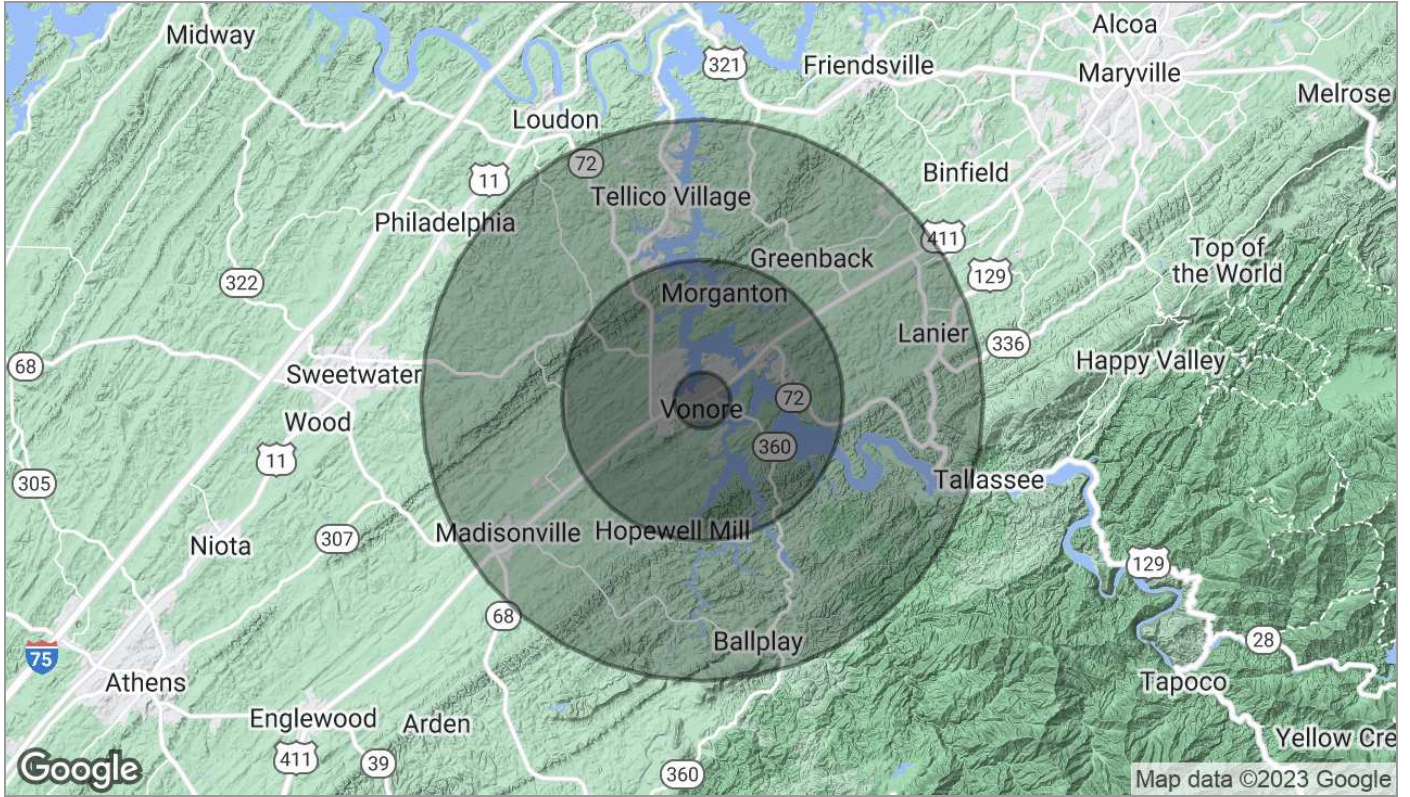 Midway
Alcoa
321
Friendsville
Maryville
Melrose
Loudon
72
11
Binfield
Tellico Village
Philadelphia
411
Greenback
Top of
the World
129
322
Morganton
Lanier
336
Happy Valley
68
Sweetwater
72
Vonore
Wood
360
11
305
Tallassee
Madisonville
Hopewell Mill
307
Niota
129
68
Ballplay
28
75
Athens
Tapoco
Englewood
Arden
Yellow Cre
411
39
360
Google
Map data ©2023 Google